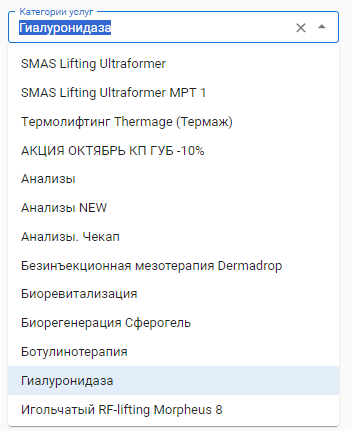 Категории услуг
Гиалуронидаза
SMAS Lifting Ultraformer
SMAS Lifting Ultraformer MPT 1
Термолифтинг Thermage (Термаж)
АКЦИЯ ОКТЯБРЬ КП ГУБ -10%
Анализы
Анализы NEW
Анализы. Чекап
Безинъекционная мезотерапия Dermadrop
Биоревитализация
Биорегенерация Сферогель
Ботулинотерапия
Гиалуронидаза
Игольчатый RF-lifting Morpheus 8